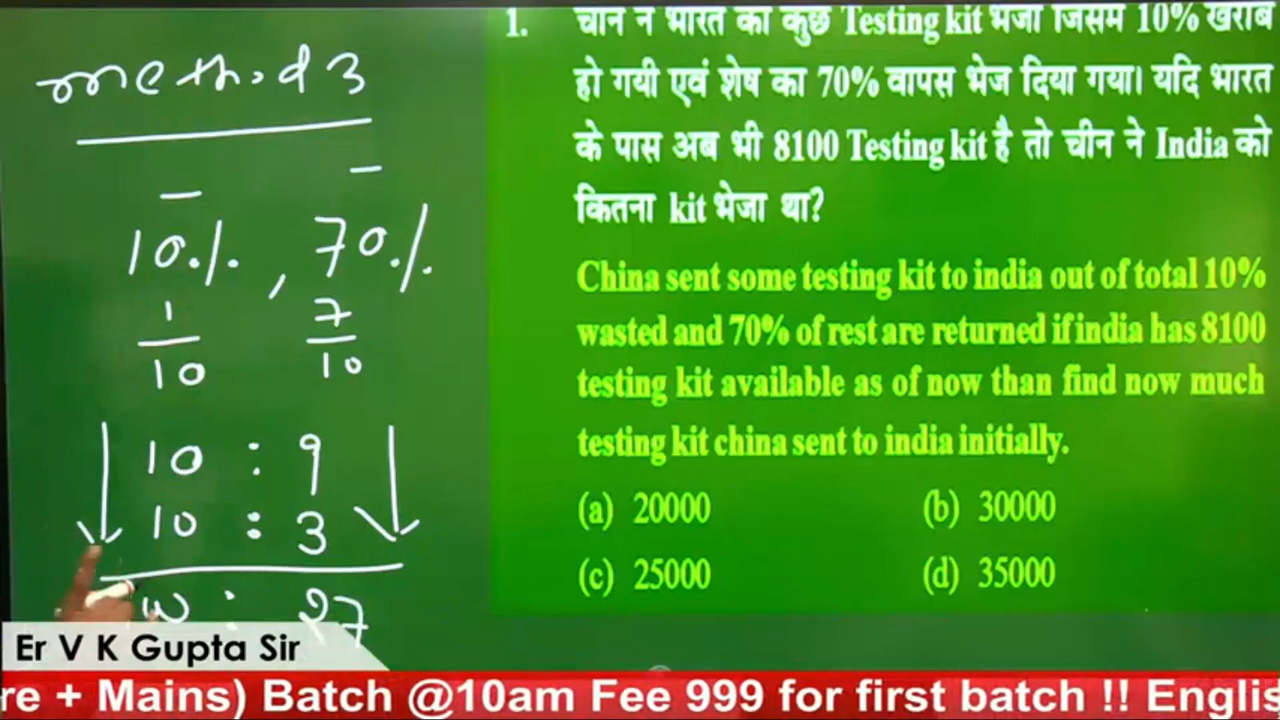 method 3
10%, 70%
1/10 7/10
10 : 9
10 : 3
: 27
1. चीन ने भारत को कुछ Testing kit भेजा जिसमें 10% खराब
हो गयी एवं शेष का 70% वापस भेज दिया गया। यदि भारत
के पास अब भी 8100 Testing kit है तो चीन ने India को
कितना kit भेजा था?
China sent some testing kit to india out of total 10%
wasted and 70% of rest are returned if india has 8100
testing kit available as of now than find now much
testing kit china sent to india initially.
(a) 20000 (b) 30000
(c) 25000 (d) 35000
Er V K Gupta Sir
re + Mains) Batch @10am Fee 999 for first batch !! Englis